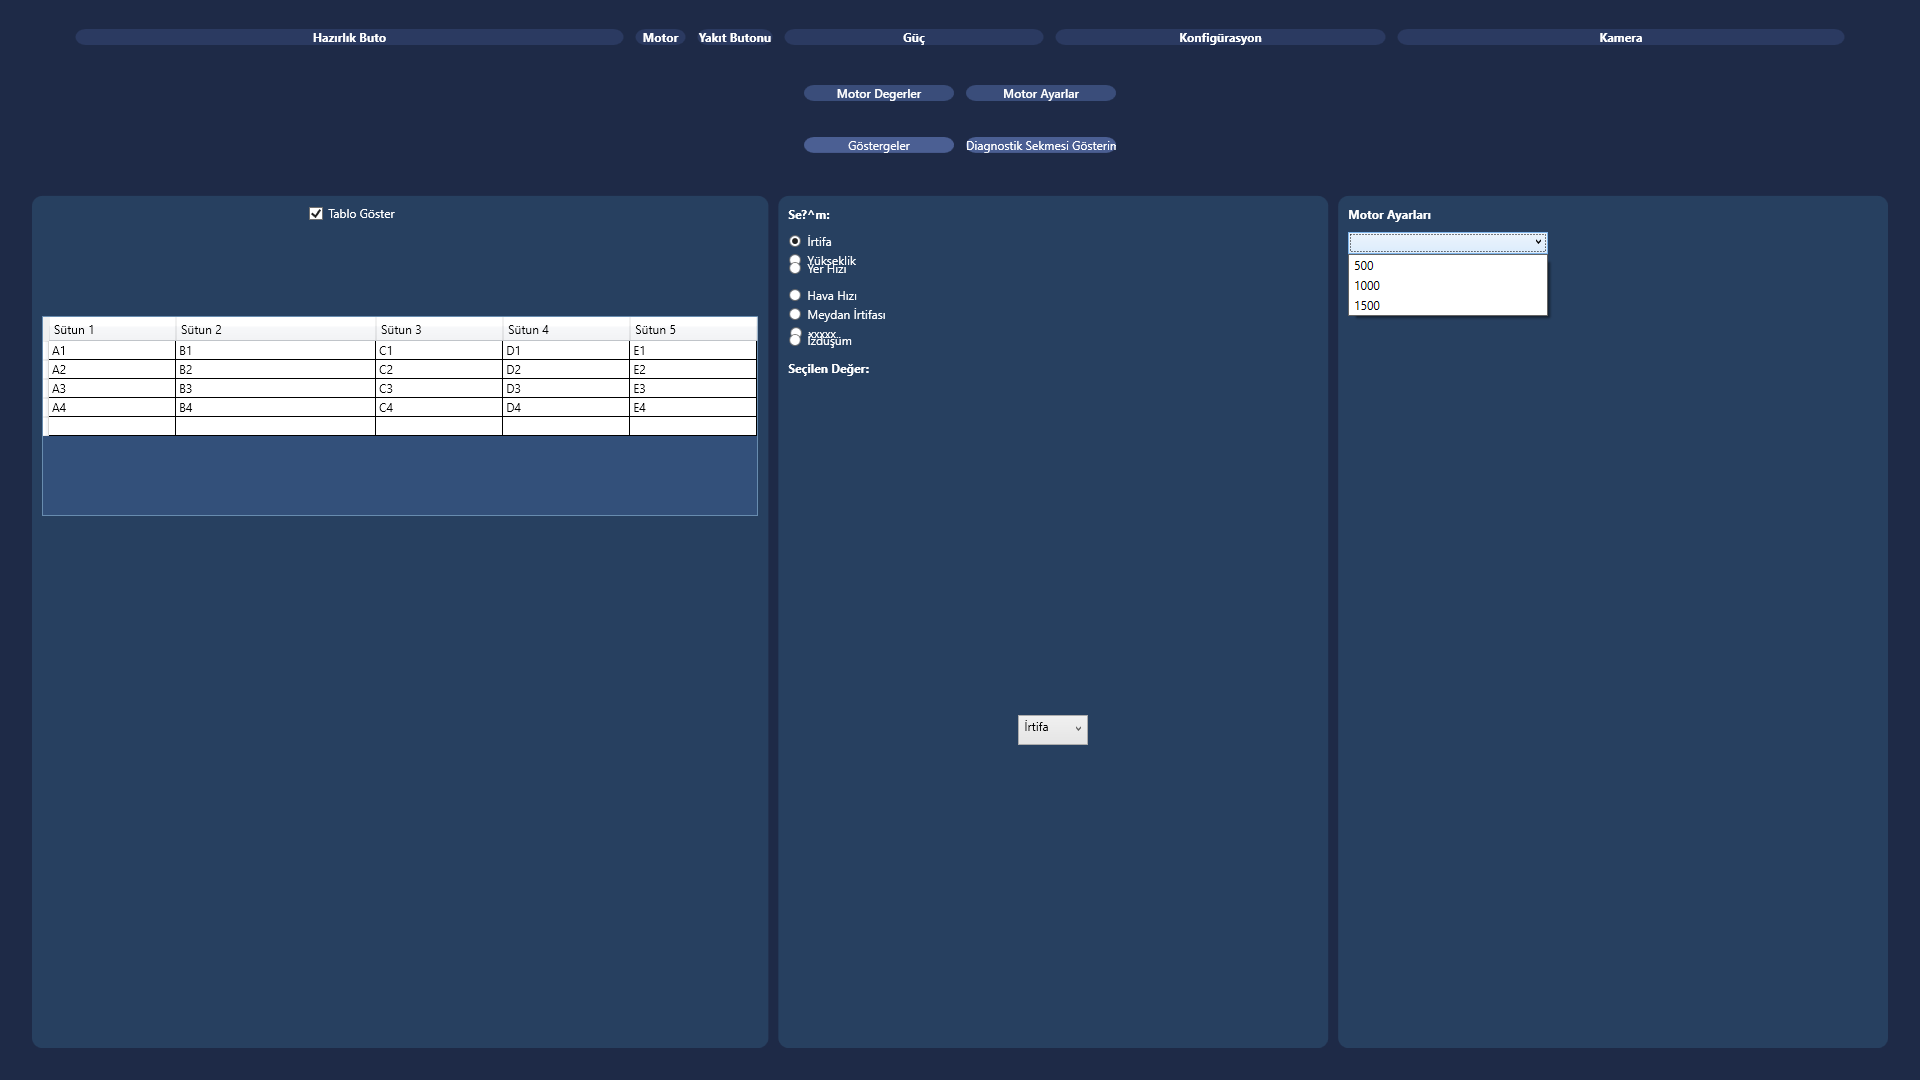 Hazırlık Buto Motor Yakıt Butonu Güç Konfigürasyon Kamera
Motor Degerler Motor Ayarlar
Göstergeler Diagnostik Sekmesi Gösterin
Tablo Göster
Sütun 1 Sütun 2 Sütun 3 Sütun 4 Sütun 5
A1 B1 C1 D1 E1
A2 B2 C2 D2 E2
A3 B3 C3 D3 E3
A4 B4 C4 D4 E4
Se?^m:
İrtifa
Yükseklik
Yer Hızı
Hava Hızı
Meydan İrtifası
xxxxx
İzdüşüm
Seçilen Değer:
İrtifa
Motor Ayarları
500
1000
1500